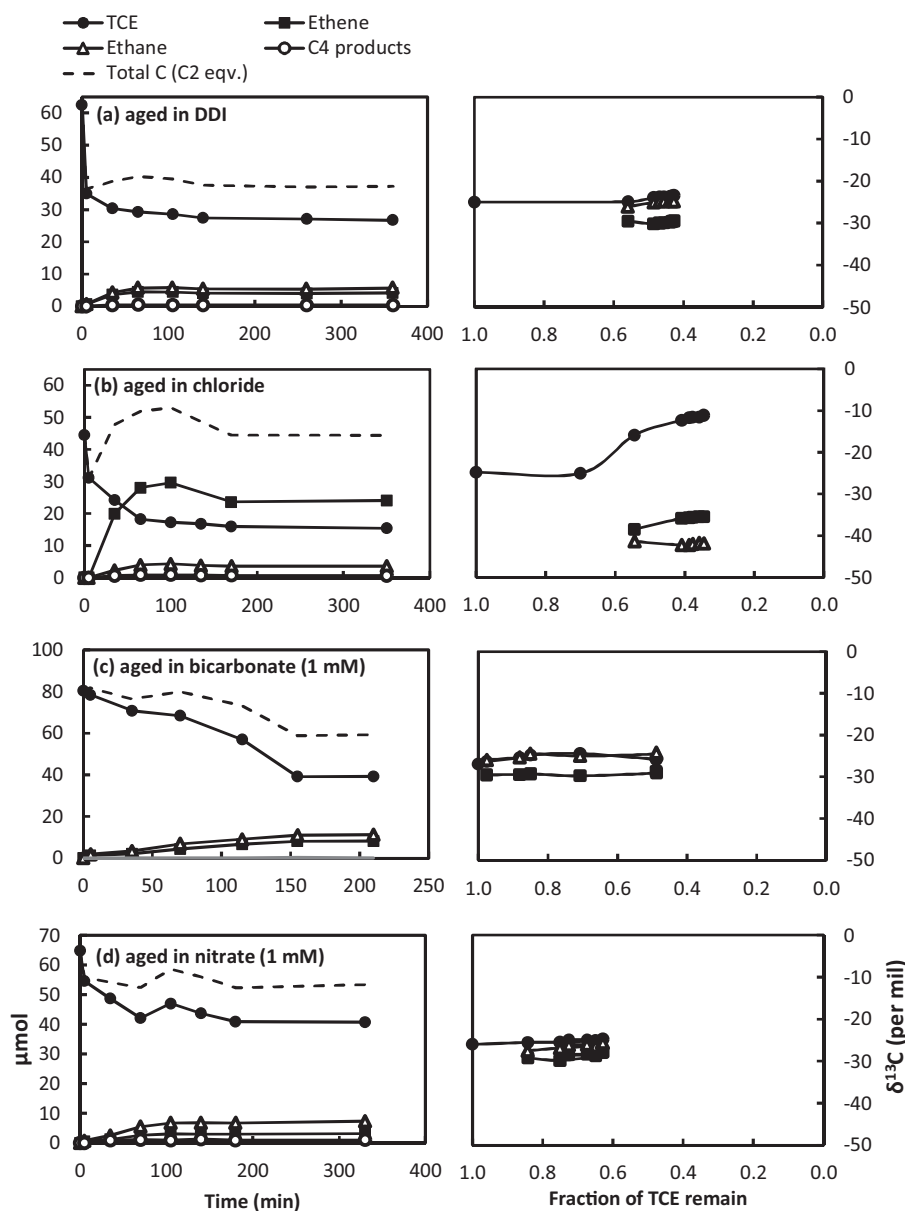 TCE
Ethene
Ethane
C4 products
Total C (C2 eqv.)
(a) aged in DDI
60
50
40
30
20
10
0
0 100 200 300 400
0
-10
-20
-30
-40
-50
1.0 0.8 0.6 0.4 0.2 0.0
(b) aged in chloride
60
50
40
30
20
10
0
0 100 200 300 400
0
-10
-20
-30
-40
-50
1.0 0.8 0.6 0.4 0.2 0.0
(c) aged in bicarbonate (1 mM)
100
80
60
40
20
0
0 50 100 150 200 250
0
-10
-20
-30
-40
-50
1.0 0.8 0.6 0.4 0.2 0.0
(d) aged in nitrate (1 mM)
70
60
50
40
30
20
10
0
µmol
0 100 200 300 400
Time (min)
0
-10
-20
-30
-40
-50
δ¹³C (per mil)
1.0 0.8 0.6 0.4 0.2 0.0
Fraction of TCE remain